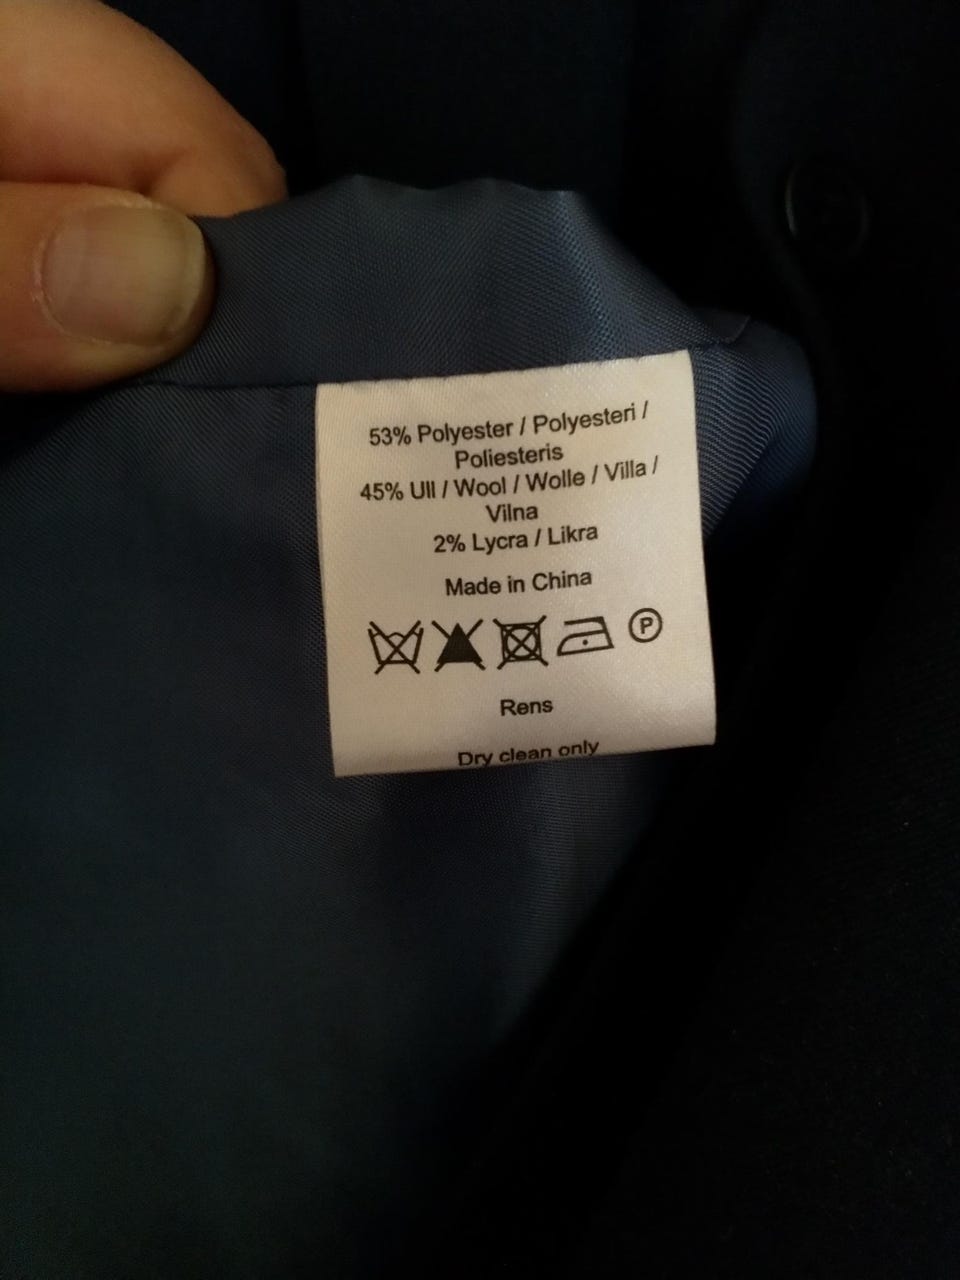 53% Polyester / Polyesteri /
Poliesteris
45% Ull / Wool / Wolle / Villa /
Vilna
2% Lycra / Likra
Made in China
P
Rens
Dry clean only